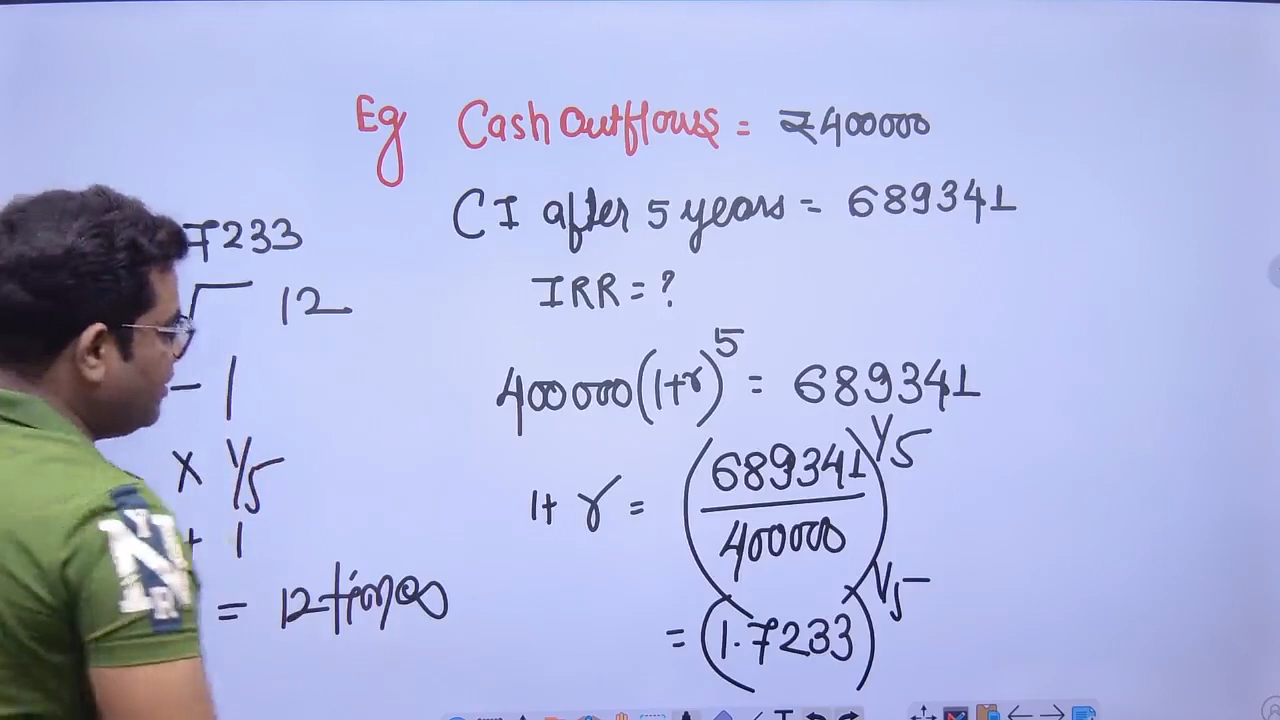 Eg Cash Outflows = ₹400000
CI after 5 years = 689341
IRR = ?
400000(1+r)^5 = 689341
1+ r = (689341/400000)^1/5
= (1.7233)^1/5
7233
√ 12
- 1
x 1/5
+ 1
= 12 times
N